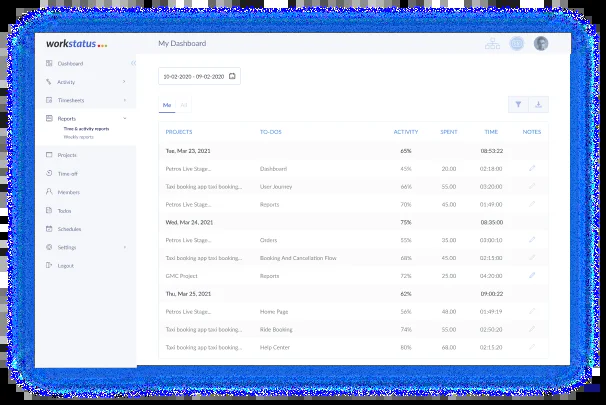 workstatus
My Dashboard
Dashboard
Activity
Timesheets
Reports
Time & activity reports
Weekly reports
Projects
Time off
Members
Todos
Schedules
Settings
Logout
10-02-2020 - 09-02-2020
Me All
PROJECTS TO-DOS ACTIVITY SPENT TIME NOTES
Tue, Mar 23, 2021 65% 08:53:22
Petros Live Stage... Dashboard 45% 20.00 02:18:00
Taxi booking app taxi booking... User Journey 66% 55.00 03:20:00
Petros Live Stage... Reports 70% 45.00 01:49:00
Wed, Mar 24, 2021 75% 08:35:00
Petros Live Stage... Orders 55% 35.00 03:00:10
Taxi booking app taxi booking... Booking And Cancellation Flow 68% 45.00 02:15:00
GMC Project Reports 72% 25.00 04:20:00
Thu, Mar 25, 2021 62% 09:00:22
Petros Live Stage... Home Page 56% 48.00 01:49:19
Taxi booking app taxi booking... Ride Booking 74% 55.00 02:50:20
Taxi booking app taxi booking... Help Center 80% 68.00 02:15:20